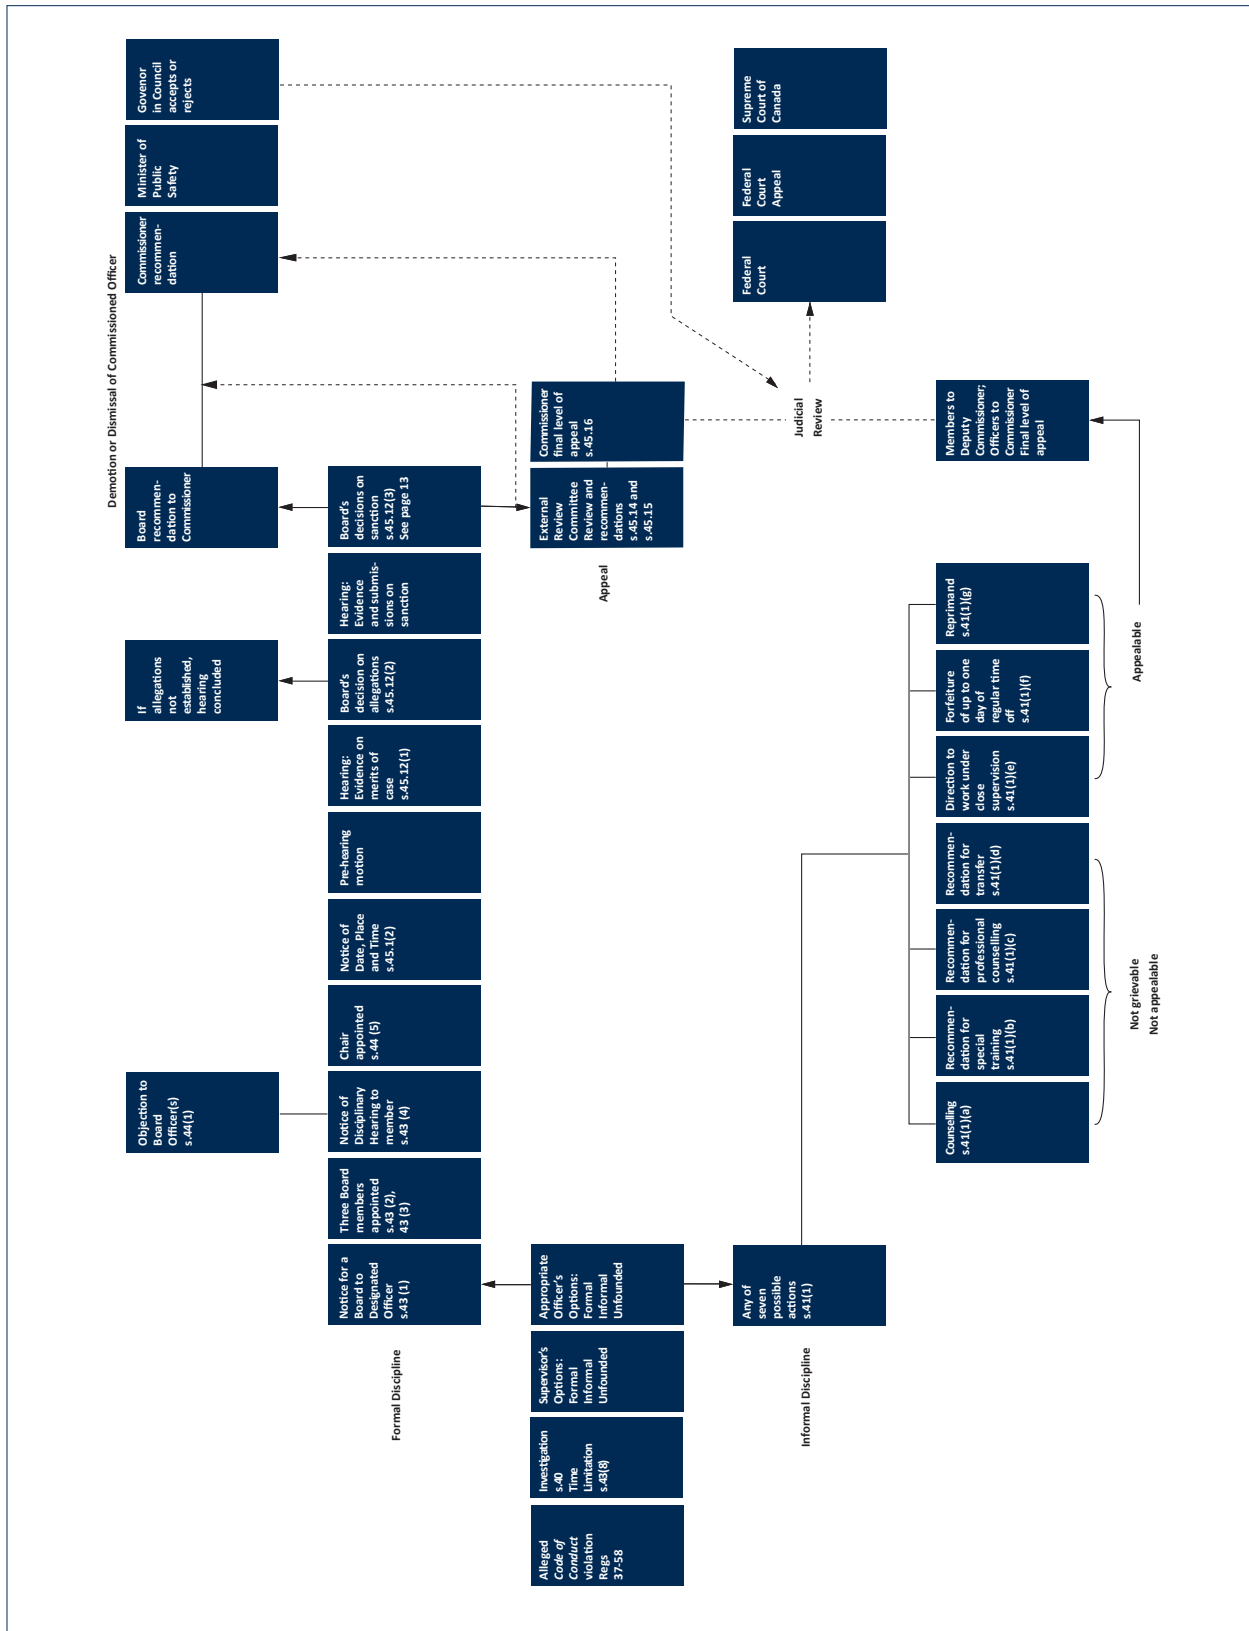 Demotion or Dismissal of Commissioned Officer
Objection to
Board
Officer(s)
s.44(1)
If
allegations
not
established,
hearing
concluded
Board
recommen-
dation to
Commissioner
Commissioner
recommen-
dation
Minister of
Public
Safety
Govenor
in Council
accepts or
rejects
Formal Discipline
Notice for a
Board to
Designated
Officer
s.43 (1)
Three Board
members
appointed
s.43 (2),
43 (3)
Notice of
Disciplinary
Hearing to
member
s.43 (4)
Chair
appointed
s.44 (5)
Notice of
Date, Place
and Time
s.45.1(2)
Pre-hearing
motion
Hearing:
Evidence on
merits of
case
s.45.12(1)
Board's
decision on
allegations
s.45.12(2)
Hearing:
Evidence
and submis-
sions on
sanction
Board's
decisions on
sanction
s.45.12(3)
See page 13
Alleged
Code of
Conduct
violation
Regs
37-58
Investigation
s.40
Time
Limitation
s.43(8)
Supervisor's
Options:
Formal
Informal
Unfounded
Appropriate
Officer's
Options:
Formal
Informal
Unfounded
Appeal
External
Review
Committee
Review and
recommen-
dations
s.45.14 and
s.45.15
Commissioner
final level of
appeal
s.45.16
Informal Discipline
Any of
seven
possible
actions
s.41(1)
Judicial
Review
Federal
Court
Federal
Court
Appeal
Supreme
Court of
Canada
Counselling
s.41(1)(a)
Recommen-
dation for
special
training
s.41(1)(b)
Recommen-
dation for
professional
counselling
s.41(1)(c)
Recommen-
dation for
transfer
s.41(1)(d)
Direction to
work under
close
supervision
s.41(1)(e)
Forfeiture
of up to one
day of
regular time
off
s.41(1)(f)
Reprimand
s.41(1)(g)
Members to
Deputy
Commissioner;
Officers to
Commissioner
Final level of
appeal
Not grievable
Not appealable
Appealable